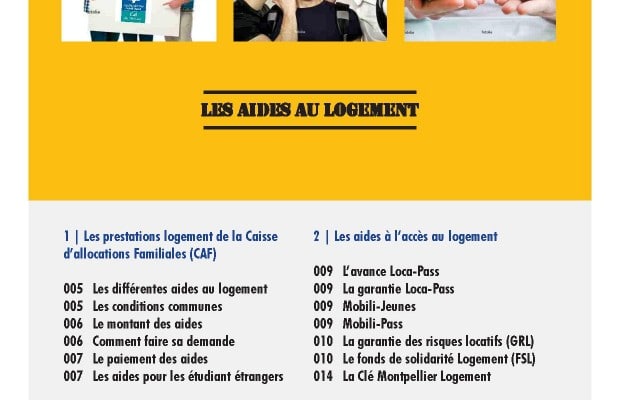 LES AIDES AU LOGEMENT
1 | Les prestations logement de la Caisse
d'allocations Familiales (CAF)
005 Les différentes aides au logement
005 Les conditions communes
006 Le montant des aides
006 Comment faire sa demande
007 Le paiement des aides
007 Les aides pour les étudiant étrangers
2 | Les aides à l'accès au logement
009 L'avance Loca-Pass
009 La garantie Loca-Pass
009 Mobili-Jeunes
009 Mobili-Pass
010 La garantie des risques locatifs (GRL)
010 Le fonds de solidarité Logement (FSL)
014 La Clé Montpellier Logement